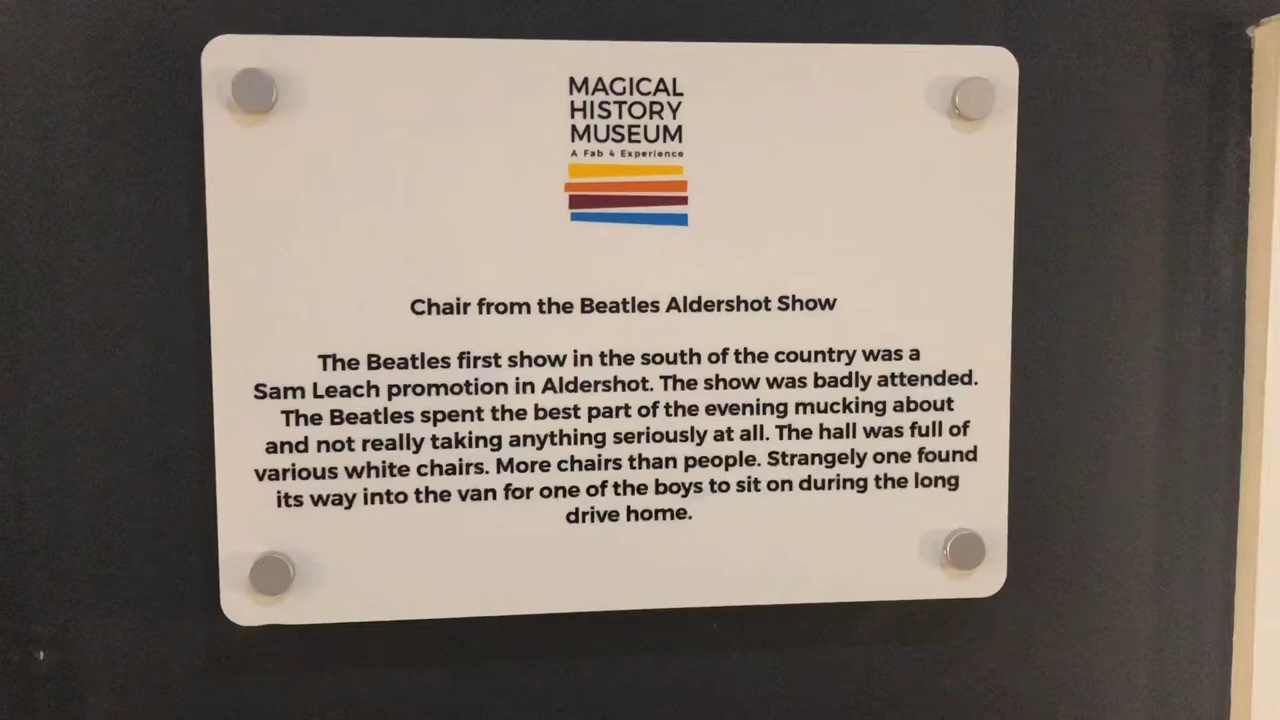 MAGICAL
HISTORY
MUSEUM
A Fab 4 Experience
Chair from the Beatles Aldershot Show
The Beatles first show in the south of the country was a
Sam Leach promotion in Aldershot. The show was badly attended.
The Beatles spent the best part of the evening mucking about
and not really taking anything seriously at all. The hall was full of
various white chairs. More chairs than people. Strangely one found
its way into the van for one of the boys to sit on during the long
drive home.